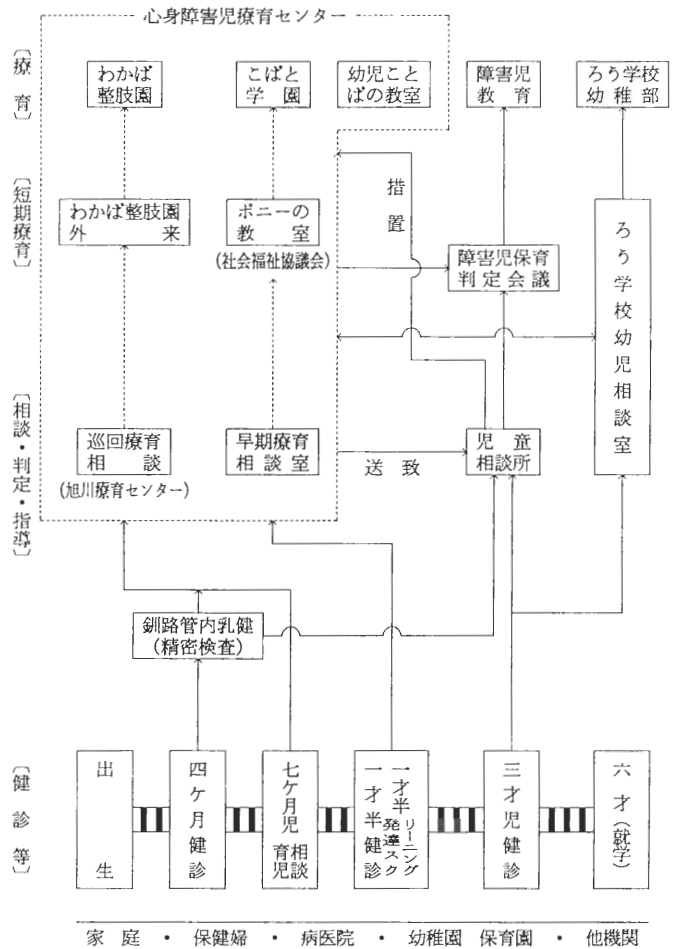 心身障害児療育センター
〔療育〕
わかば
整肢園
こばと
学園
幼児こと
ばの教室
障害児
教育
ろう学校
幼稚部
〔短期療育〕
わかば整肢園
外来
ポニーの
教室
(社会福祉協議会)
措置
障害児保育
判定会議
ろう学校幼児相談室
〔相談・判定・指導〕
巡回療育
相談
(旭川療育センター)
早期療育
相談室
送致
児童
相談所
釧路管内乳健
(精密検査)
〔健診等〕
出生
四ケ月健診
七ケ月児
育児相談
一才半健診
一才半発達スクリーニング
三才児健診
六才(就学)
家庭・保健婦・病医院・幼稚園 保育園・他機関